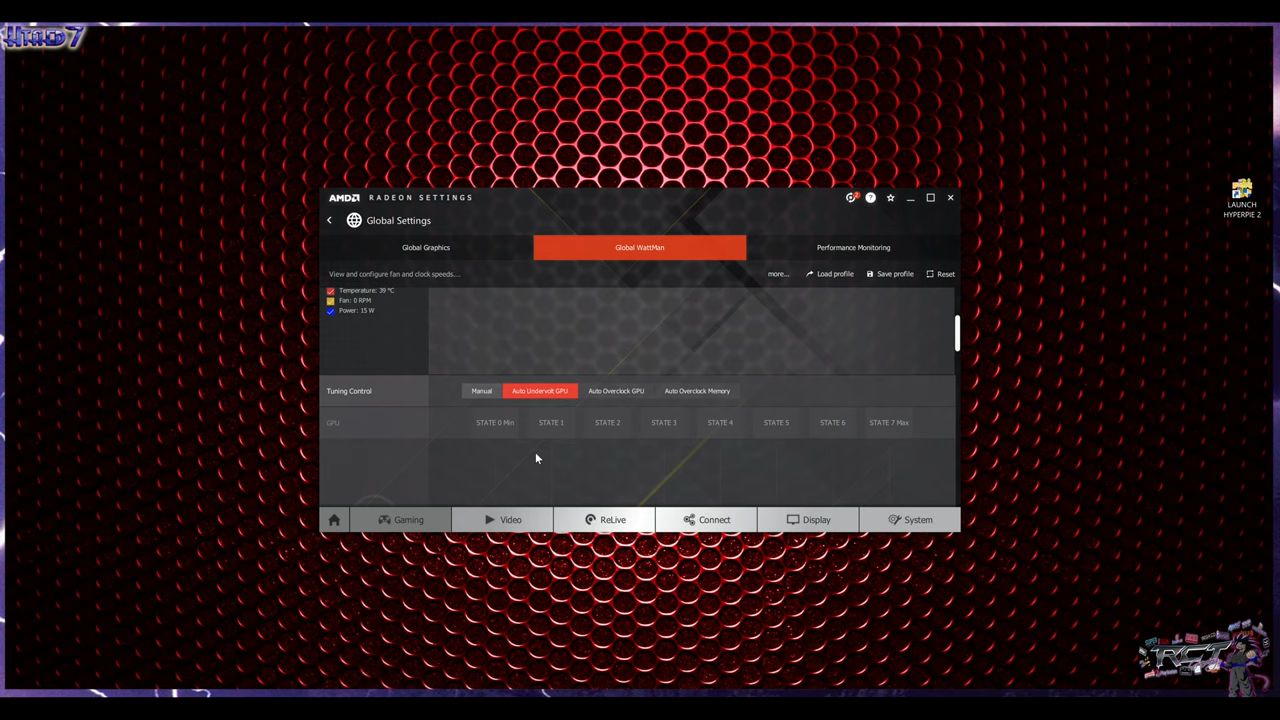 AMD RADEON SETTINGS
Global Settings
Global Graphics
Global WattMan
Performance Monitoring
View and configure fan and clock speeds....
more...
Load profile
Save profile
Reset
Temperature: 39 °C
Fan: 0 RPM
Power: 15 W
Tuning Control
Manual
Auto Undervolt GPU
Auto Overclock GPU
Auto Overclock Memory
GPU
STATE 0 Min
STATE 1
STATE 2
STATE 3
STATE 4
STATE 5
STATE 6
STATE 7 Max
Gaming
Video
ReLive
Connect
Display
System
LAUNCH
HYPERPIE 2
RCT